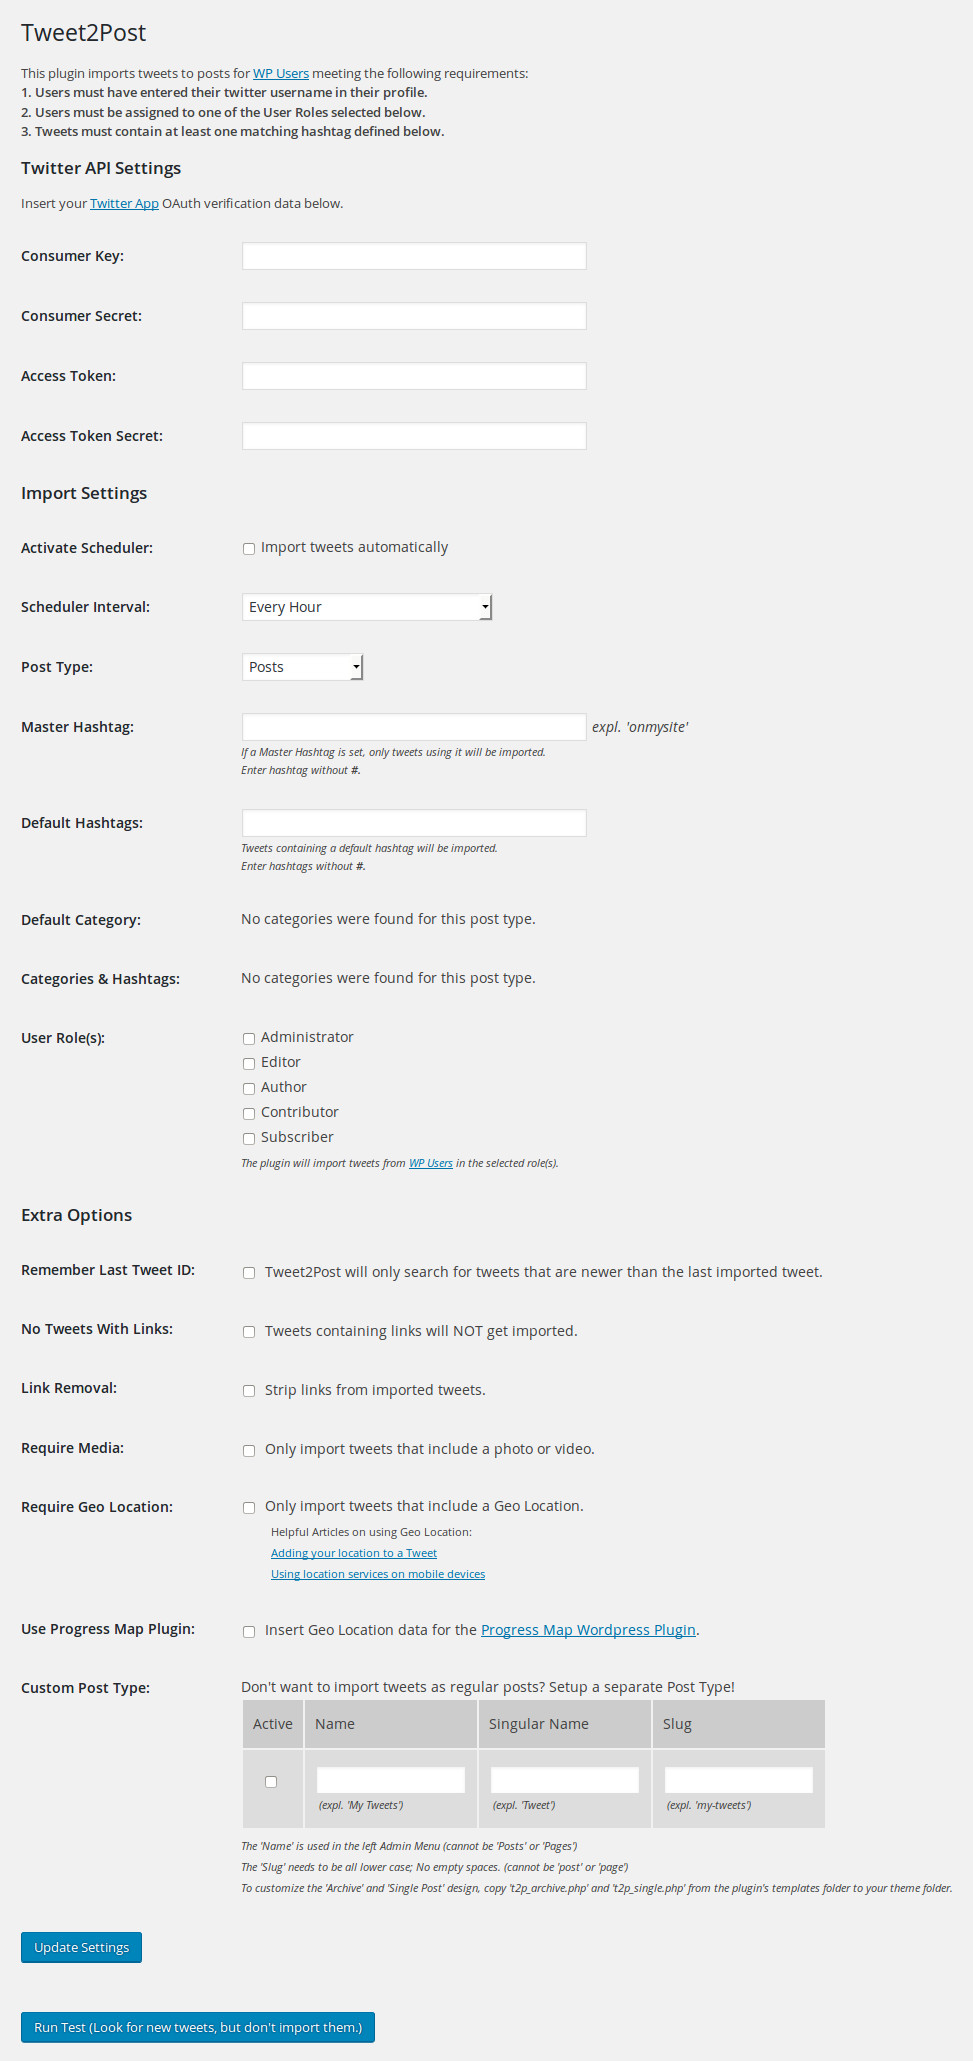 Tweet2Post
This plugin imports tweets to posts for WP Users meeting the following requirements:
1. Users must have entered their twitter username in their profile.
2. Users must be assigned to one of the User Roles selected below.
3. Tweets must contain at least one matching hashtag defined below.
Twitter API Settings
Insert your Twitter App OAuth verification data below.
Consumer Key:
Consumer Secret:
Access Token:
Access Token Secret:
Import Settings
Activate Scheduler: Import tweets automatically
Scheduler Interval: Every Hour
Post Type: Posts
Master Hashtag: expl. 'onmysite'
If a Master Hashtag is set, only tweets using it will be imported.
Enter hashtag without #.
Default Hashtags:
Tweets containing a default hashtag will be imported.
Enter hashtags without #.
Default Category: No categories were found for this post type.
Categories & Hashtags: No categories were found for this post type.
User Role(s): Administrator
Editor
Author
Contributor
Subscriber
The plugin will import tweets from WP Users in the selected role(s).
Extra Options
Remember Last Tweet ID: Tweet2Post will only search for tweets that are newer than the last imported tweet.
No Tweets With Links: Tweets containing links will NOT get imported.
Link Removal: Strip links from imported tweets.
Require Media: Only import tweets that include a photo or video.
Require Geo Location: Only import tweets that include a Geo Location.
Helpful Articles on using Geo Location:
Adding your location to a Tweet
Using location services on mobile devices
Use Progress Map Plugin: Insert Geo Location data for the Progress Map Wordpress Plugin.
Custom Post Type: Don't want to import tweets as regular posts? Setup a separate Post Type!
Active Name Singular Name Slug
(expl. 'My Tweets') (expl. 'Tweet') (expl. 'my-tweets')
The 'Name' is used in the left Admin Menu (cannot be 'Posts' or 'Pages')
The 'Slug' needs to be all lower case; No empty spaces. (cannot be 'post' or 'page')
To customize the 'Archive' and 'Single Post' design, copy 't2p_archive.php' and 't2p_single.php' from the plugin's templates folder to your theme folder.
Update Settings
Run Test (Look for new tweets, but don't import them.)